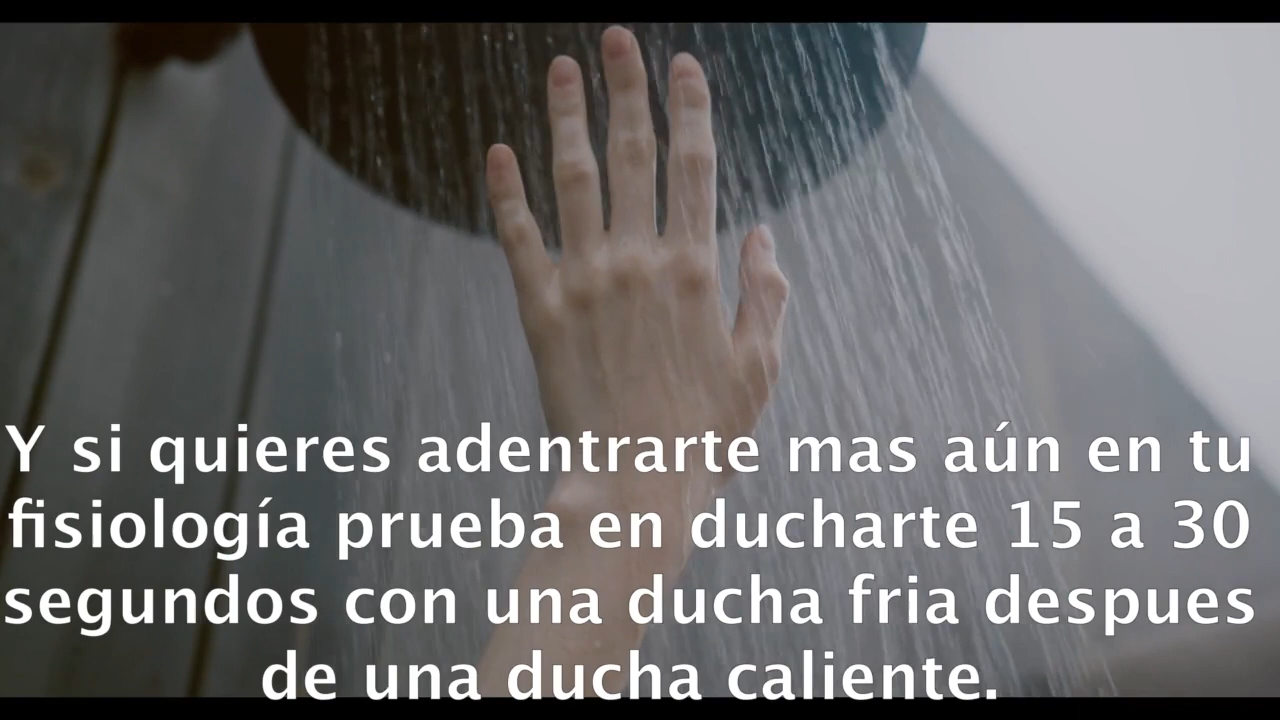 Y si quieres adentrarte mas aún en tu
fisiología prueba en ducharte 15 a 30
segundos con una ducha fria despues
de una ducha caliente.